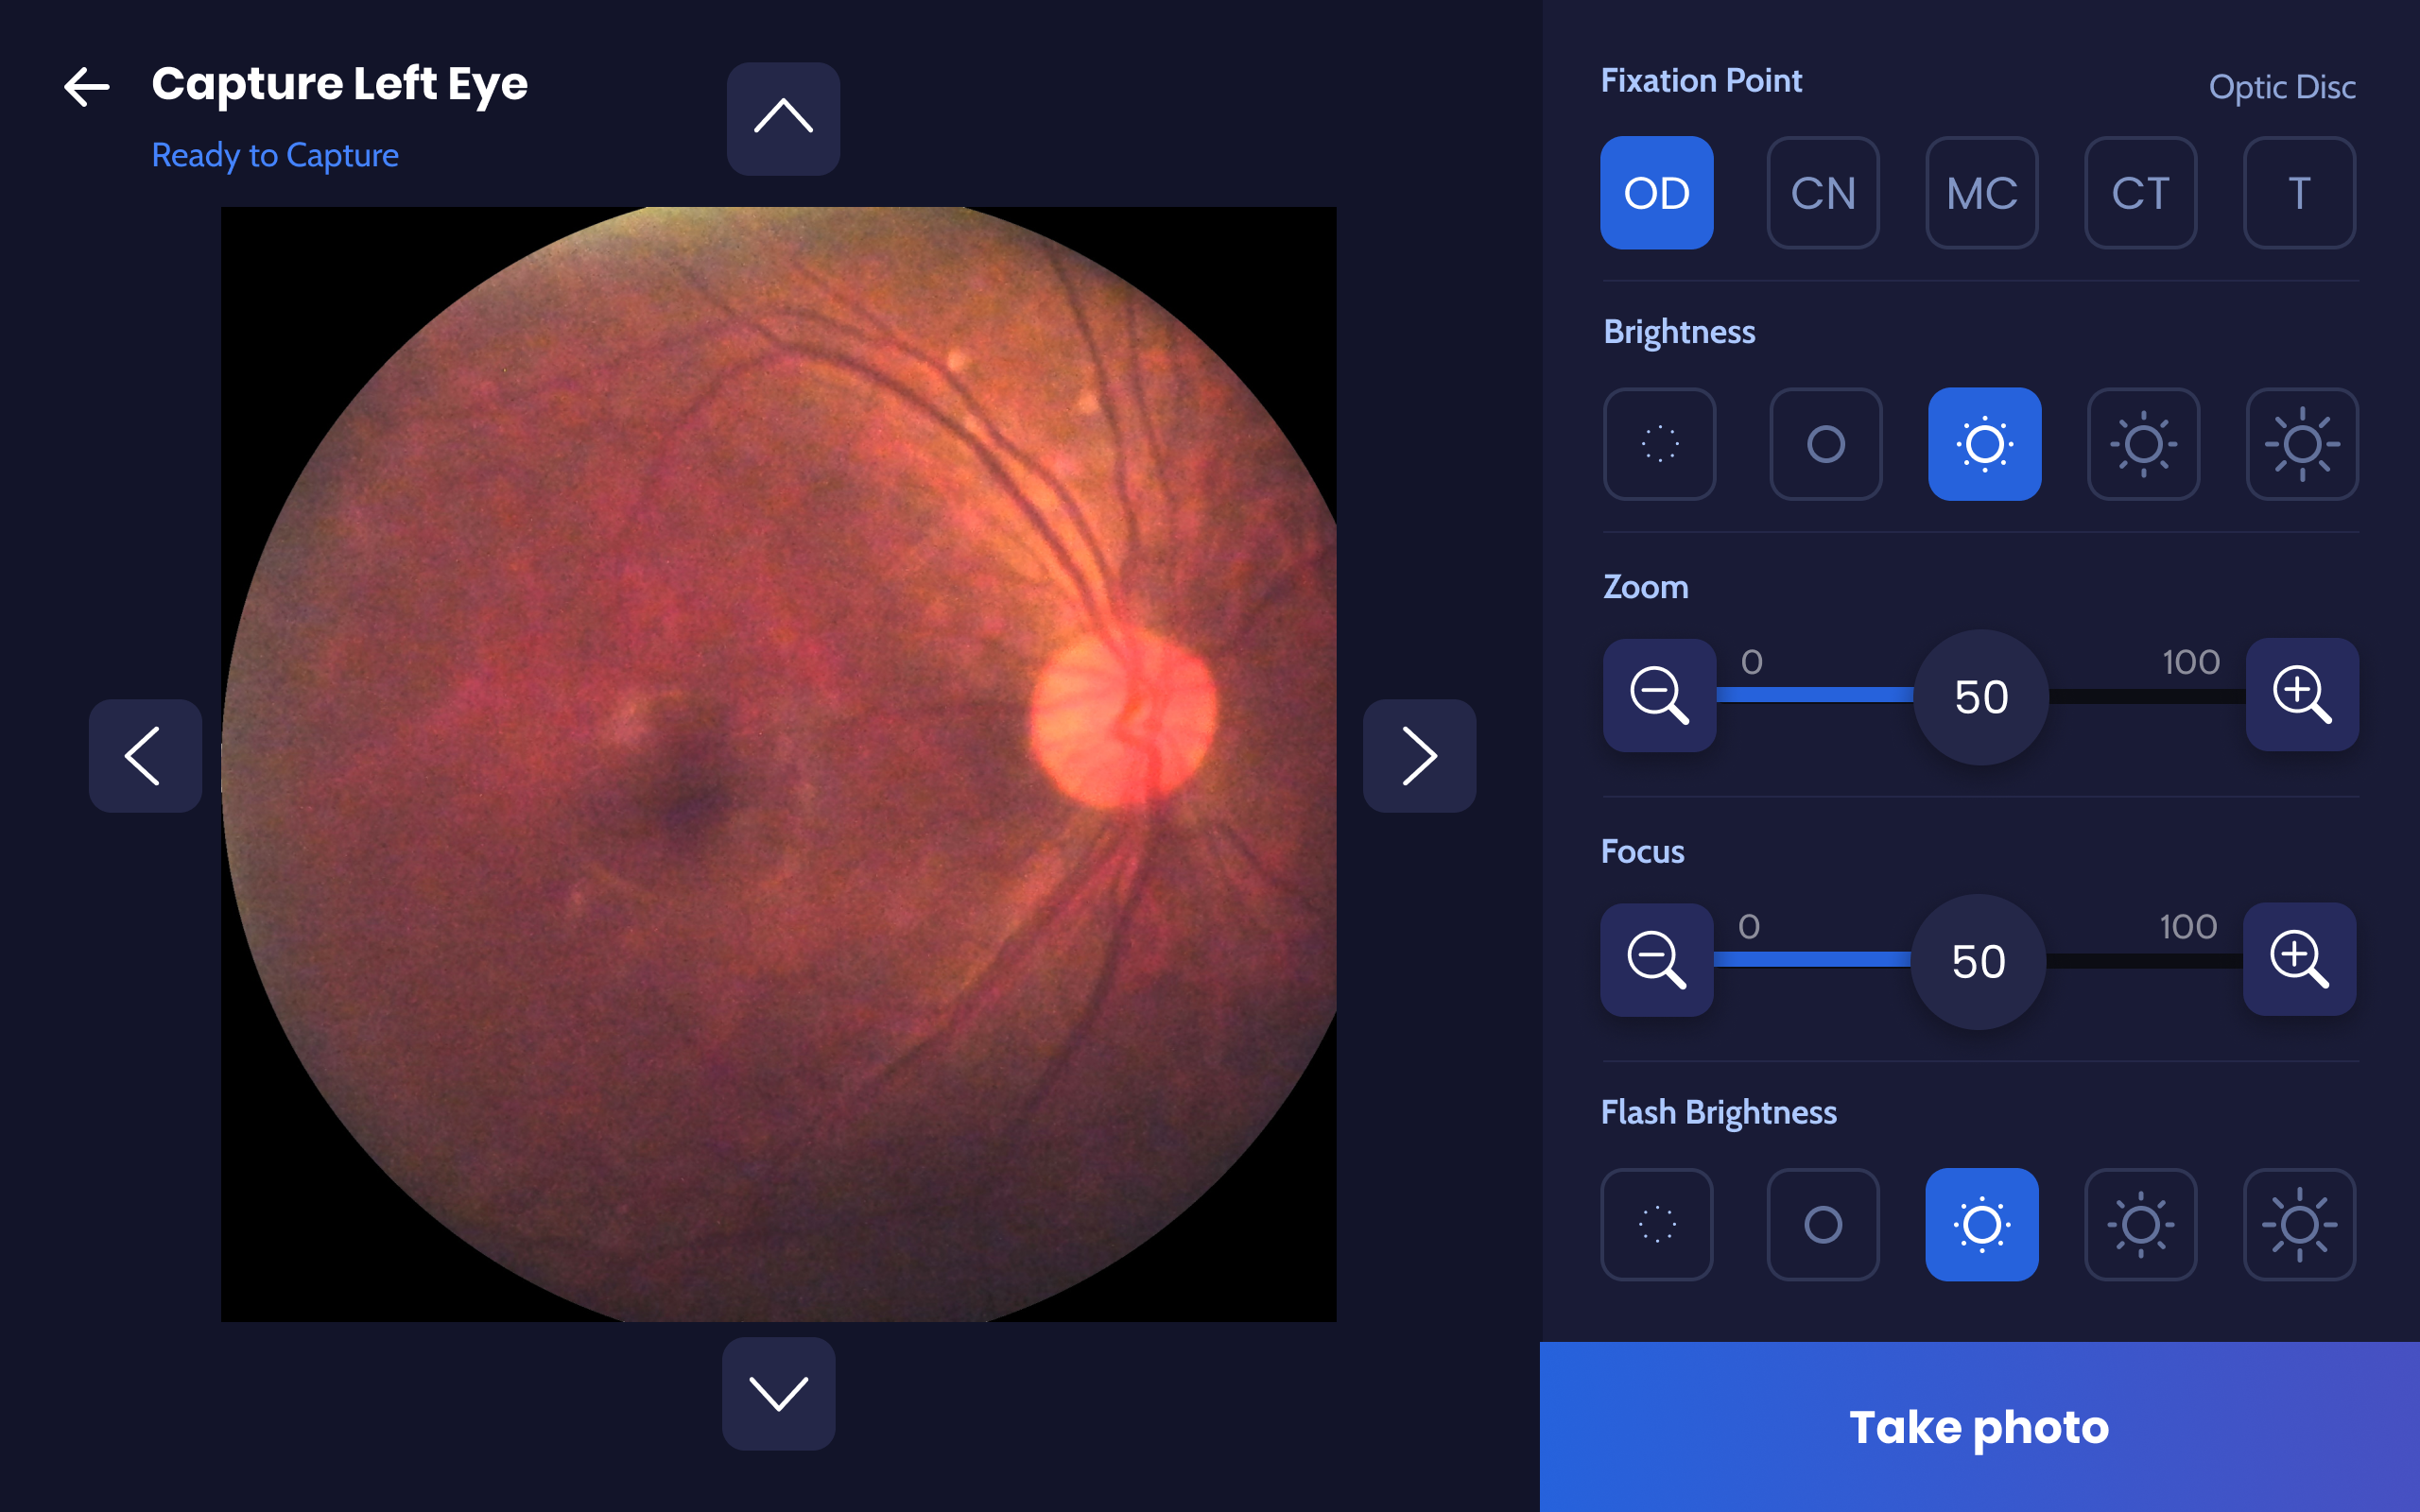 Capture Left Eye
Ready to Capture
Fixation Point
Optic Disc
OD CN MC CT T
Brightness
Zoom
0 50 100
Focus
0 50 100
Flash Brightness
Take photo